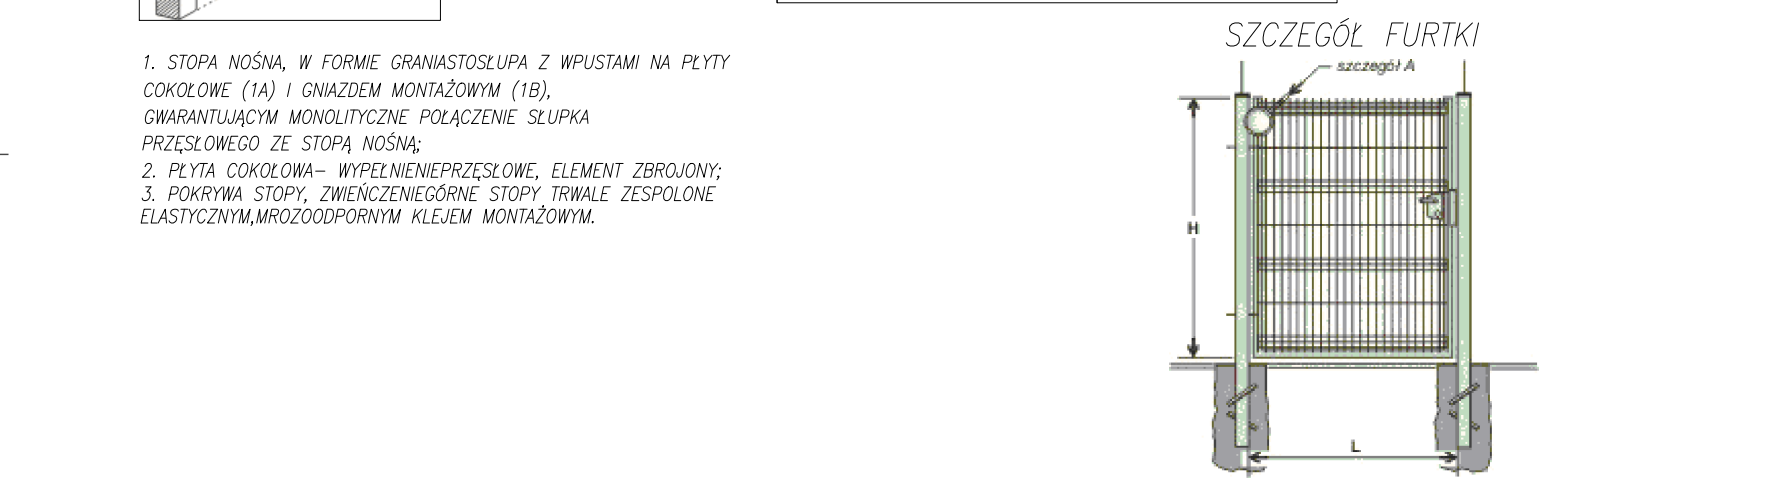 1. STOPA NOŚNA, W FORMIE GRANIASTOSŁUPA Z WPUSTAMI NA PŁYTY
COKOŁOWE (1A) I GNIAZDEM MONTAŻOWYM (1B),
GWARANTUJĄCYM MONOLITYCZNE POŁĄCZENIE SŁUPKA
PRZĘSŁOWEGO ZE STOPĄ NOŚNĄ;
2. PŁYTA COKOŁOWA– WYPEŁNIENIEPRZĘSŁOWE, ELEMENT ZBROJONY;
3. POKRYWA STOPY, ZWIEŃCZENIEGÓRNE STOPY TRWALE ZESPOLONE
ELASTYCZNYM,MROZOODPORNYM KLEJEM MONTAŻOWYM.
SZCZEGÓŁ FURTKI
szczegół A
H
L